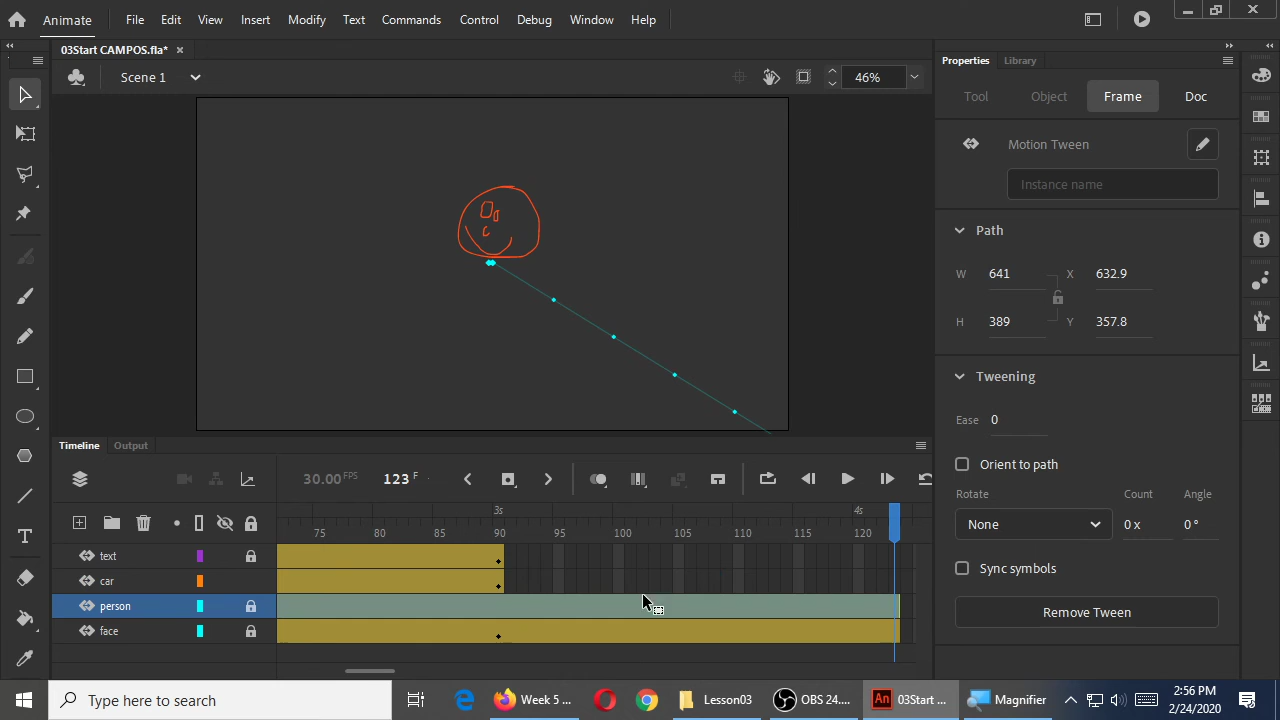 Animate File Edit View Insert Modify Text Commands Control Debug Window Help
03Start CAMPOS.fla*
Scene 1 46%
Properties Library
Tool Object Frame Doc
Motion Tween
Instance name
Path
W 641 X 632.9
H 389 Y 357.8
Tweening
Ease 0
Orient to path
Rotate Count Angle
None 0 x 0 °
Sync symbols
Remove Tween
Timeline Output
30.00 FPS 123 F
3s 4s
75 80 85 90 95 100 105 110 115 120
text
car
person
face
Type here to search
Week 5 ... Lesson03 OBS 24.... An 03Start ... Magnifier
2:56 PM
2/24/2020